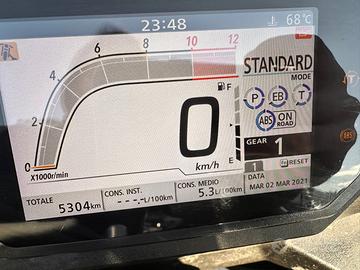 23:48
68°C
6 8 10 12
4
2
0
X1000r/min
F
E
0
km/h
STANDARD
MODE
P EB T
ABS ON ROAD
GEAR 1
1
RESET
DATA
MAR 02 MAR 2021
TOTALE
5304km
CONS. INST.
---,-L/100km
CONS. MEDIO
5.3L/100km